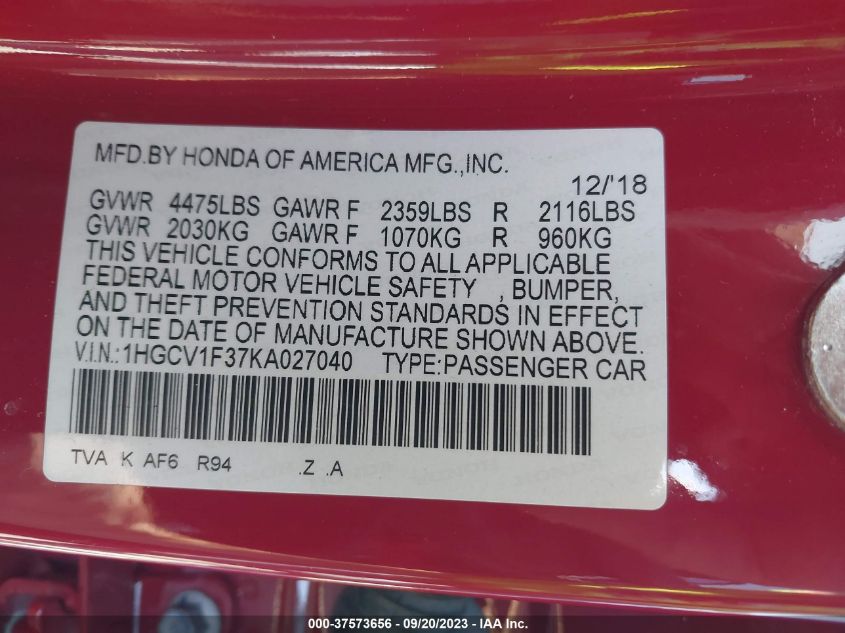 MFD.BY HONDA OF AMERICA MFG.,INC.
12/'18
GVWR 4475LBS GAWR F 2359LBS R 2116LBS
GVWR 2030KG GAWR F 1070KG R 960KG
THIS VEHICLE CONFORMS TO ALL APPLICABLE
FEDERAL MOTOR VEHICLE SAFETY , BUMPER,
AND THEFT PREVENTION STANDARDS IN EFFECT
ON THE DATE OF MANUFACTURE SHOWN ABOVE.
V.I.N.:1HGCV1F37KA027040 TYPE:PASSENGER CAR
TVA K AF6 R94 .Z .A
000-37573656 - 09/20/2023 - IAA Inc.